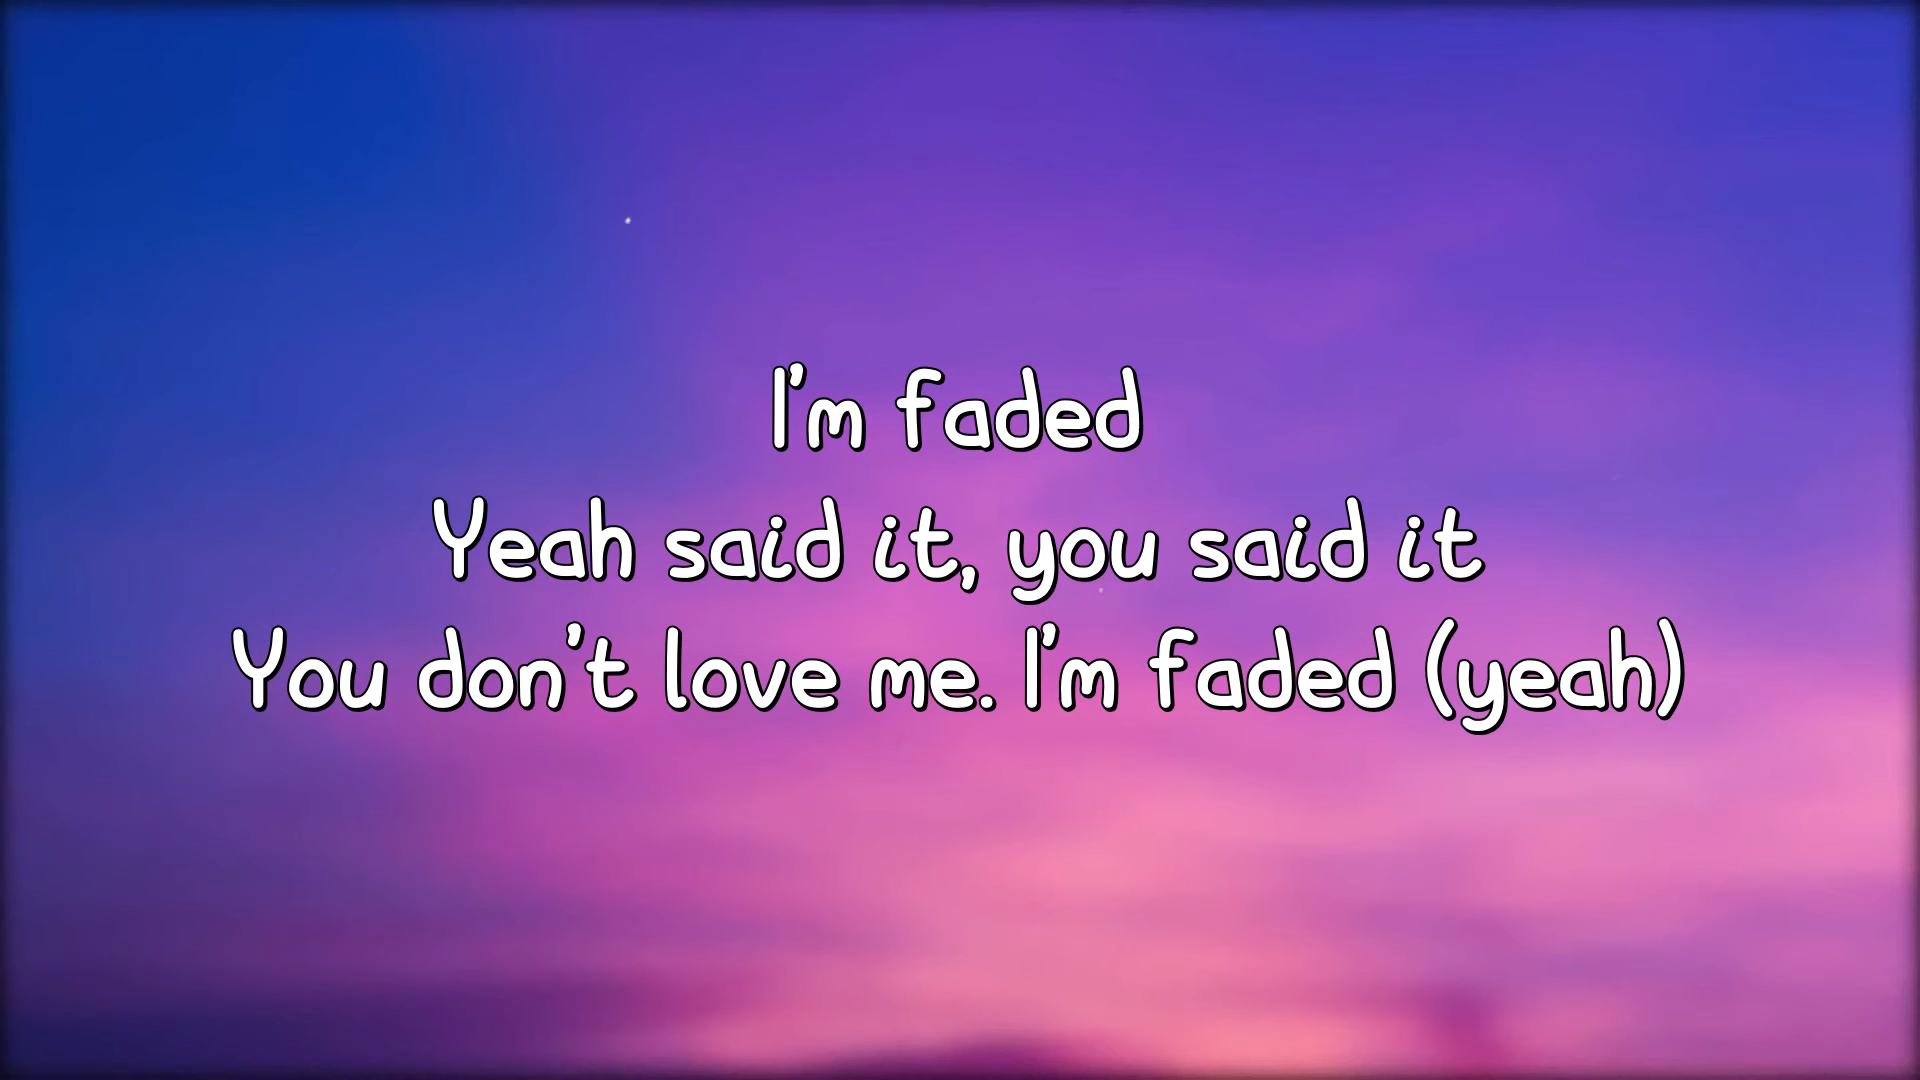 I'm faded
Yeah said it, you said it
You don't love me. I'm faded (yeah)